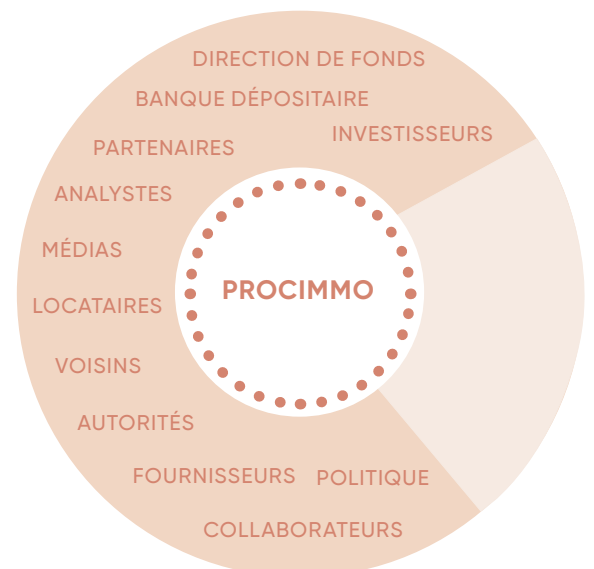 DIRECTION DE FONDS
BANQUE DÉPOSITAIRE
INVESTISSEURS
PARTENAIRES
ANALYSTES
MÉDIAS
PROCIMMO
LOCATAIRES
VOISINS
AUTORITÉS
FOURNISSEURS
POLITIQUE
COLLABORATEURS